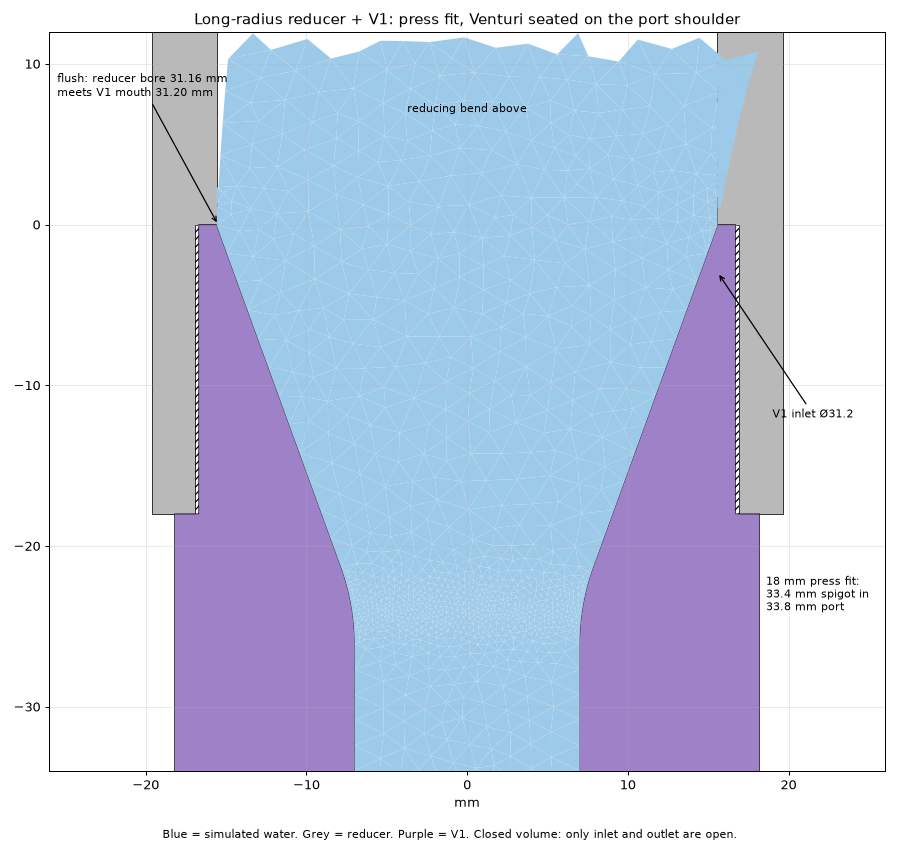 Long-radius reducer + V1: press fit, Venturi seated on the port shoulder
10
flush: reducer bore 31.16 mm
meets V1 mouth 31.20 mm
reducing bend above
0
−10
V1 inlet Ø31.2
−20
18 mm press fit:
33.4 mm spigot in
33.8 mm port
−30
−20 −10 0 10 20
mm
Blue = simulated water. Grey = reducer. Purple = V1. Closed volume: only inlet and outlet are open.